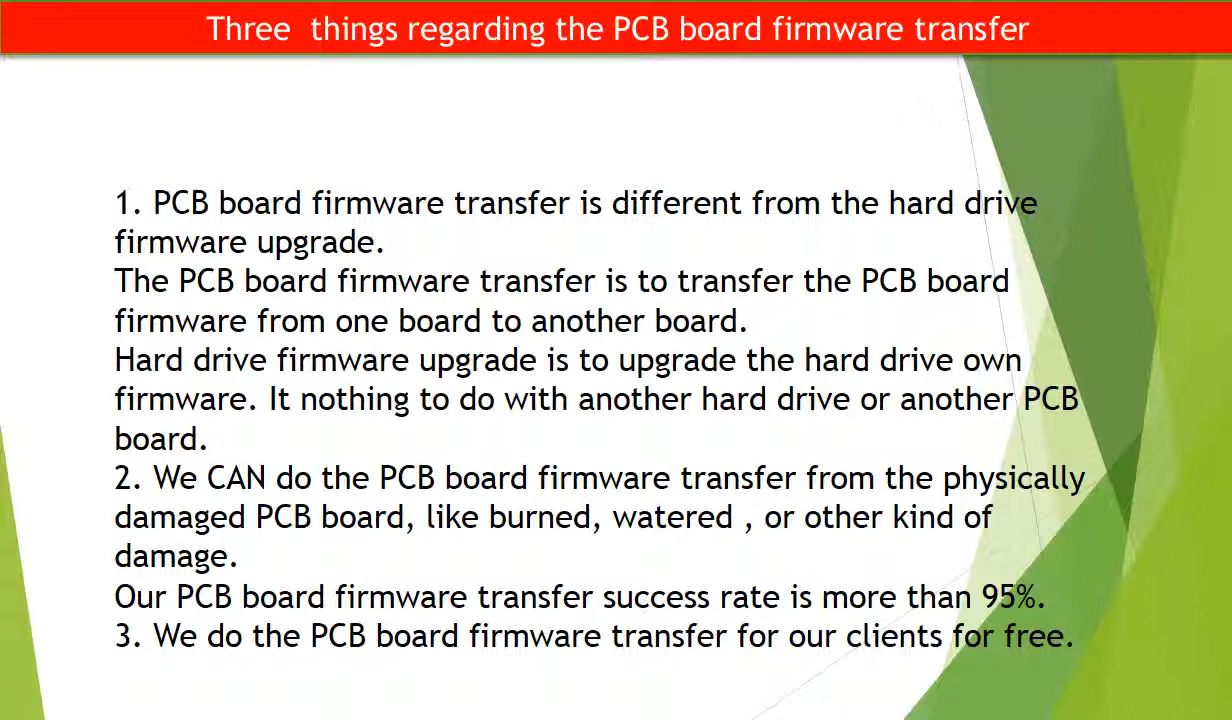 Three  things regarding the PCB board firmware transfer
1. PCB board firmware transfer is different from the hard drive
firmware upgrade.
The PCB board firmware transfer is to transfer the PCB board
firmware from one board to another board.
Hard drive firmware upgrade is to upgrade the hard drive own
firmware. It nothing to do with another hard drive or another PCB
board.
2. We CAN do the PCB board firmware transfer from the physically
damaged PCB board, like burned, watered , or other kind of
damage.
Our PCB board firmware transfer success rate is more than 95%.
3. We do the PCB board firmware transfer for our clients for free.